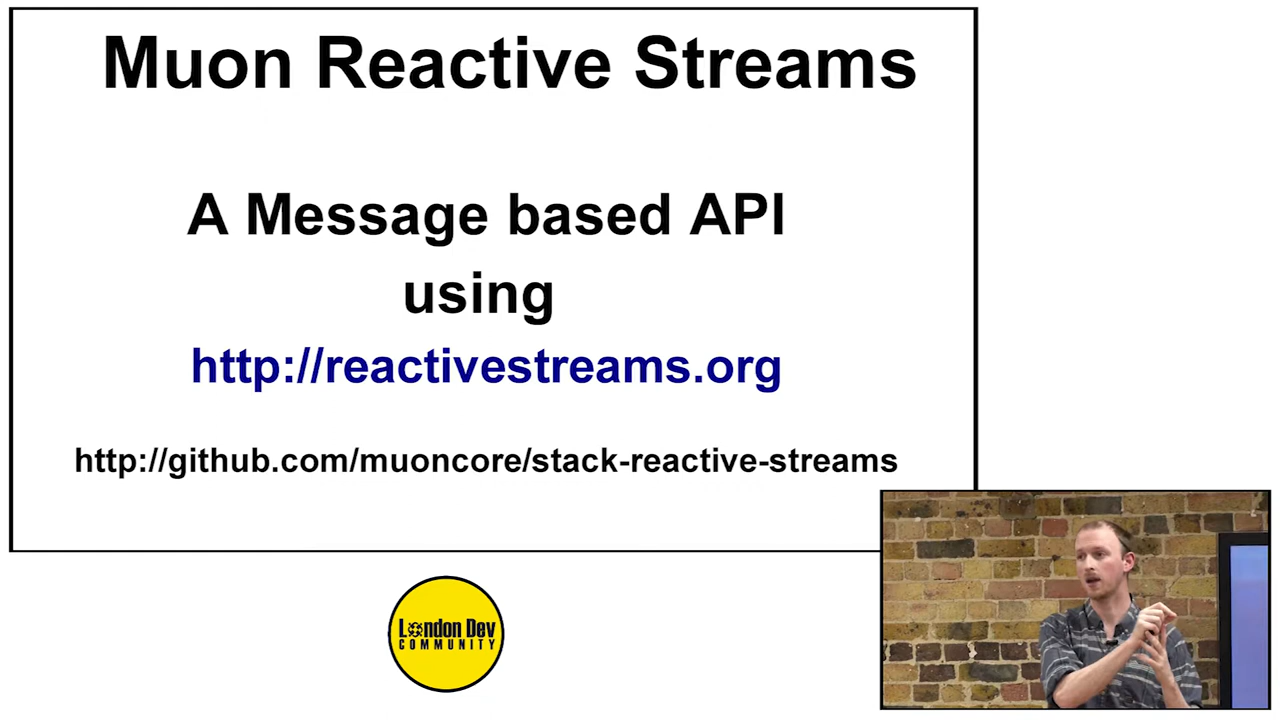 Muon Reactive Streams
A Message based API
using
http://reactivestreams.org
http://github.com/muoncore/stack-reactive-streams
London Dev
COMMUNITY